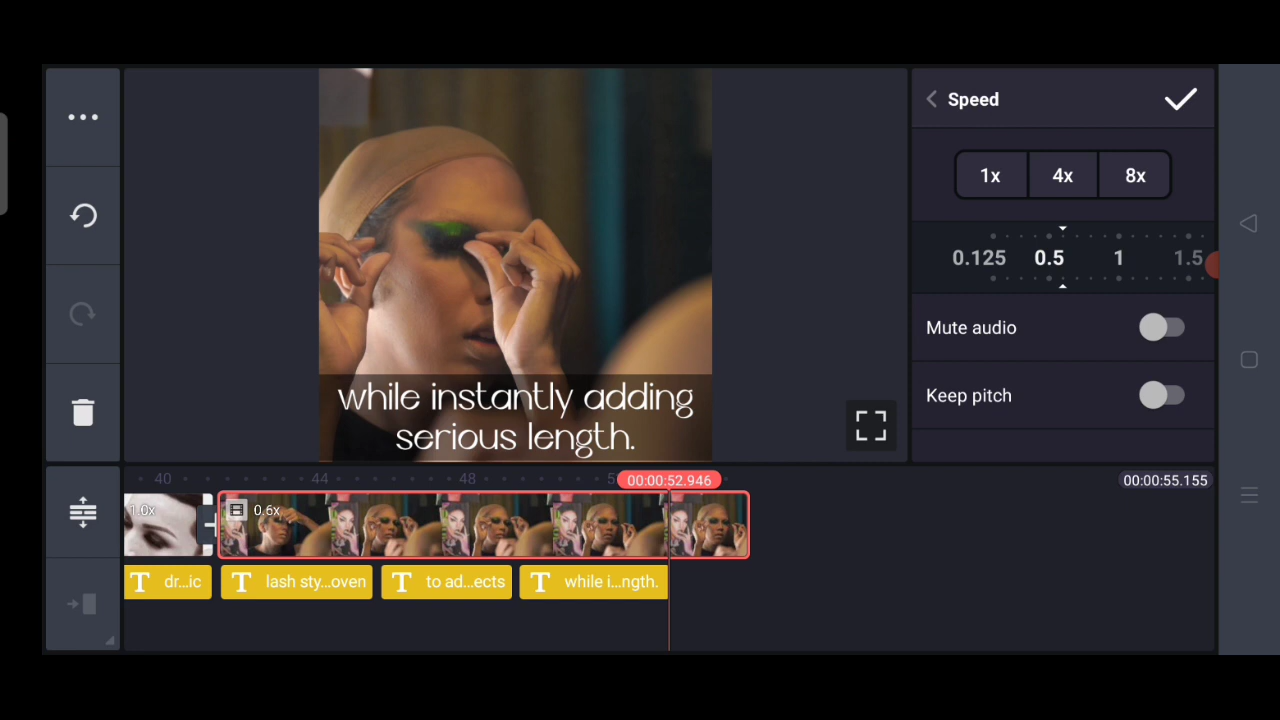 Speed
1x
4x
8x
0.125
0.5
1
1.5
Mute audio
Keep pitch
while instantly adding
serious length.
40
44
48
00:00:52.946
00:00:55.155
1.0x
0.6x
dr...ic
lash sty...oven
to ad...ects
while i...ngth.